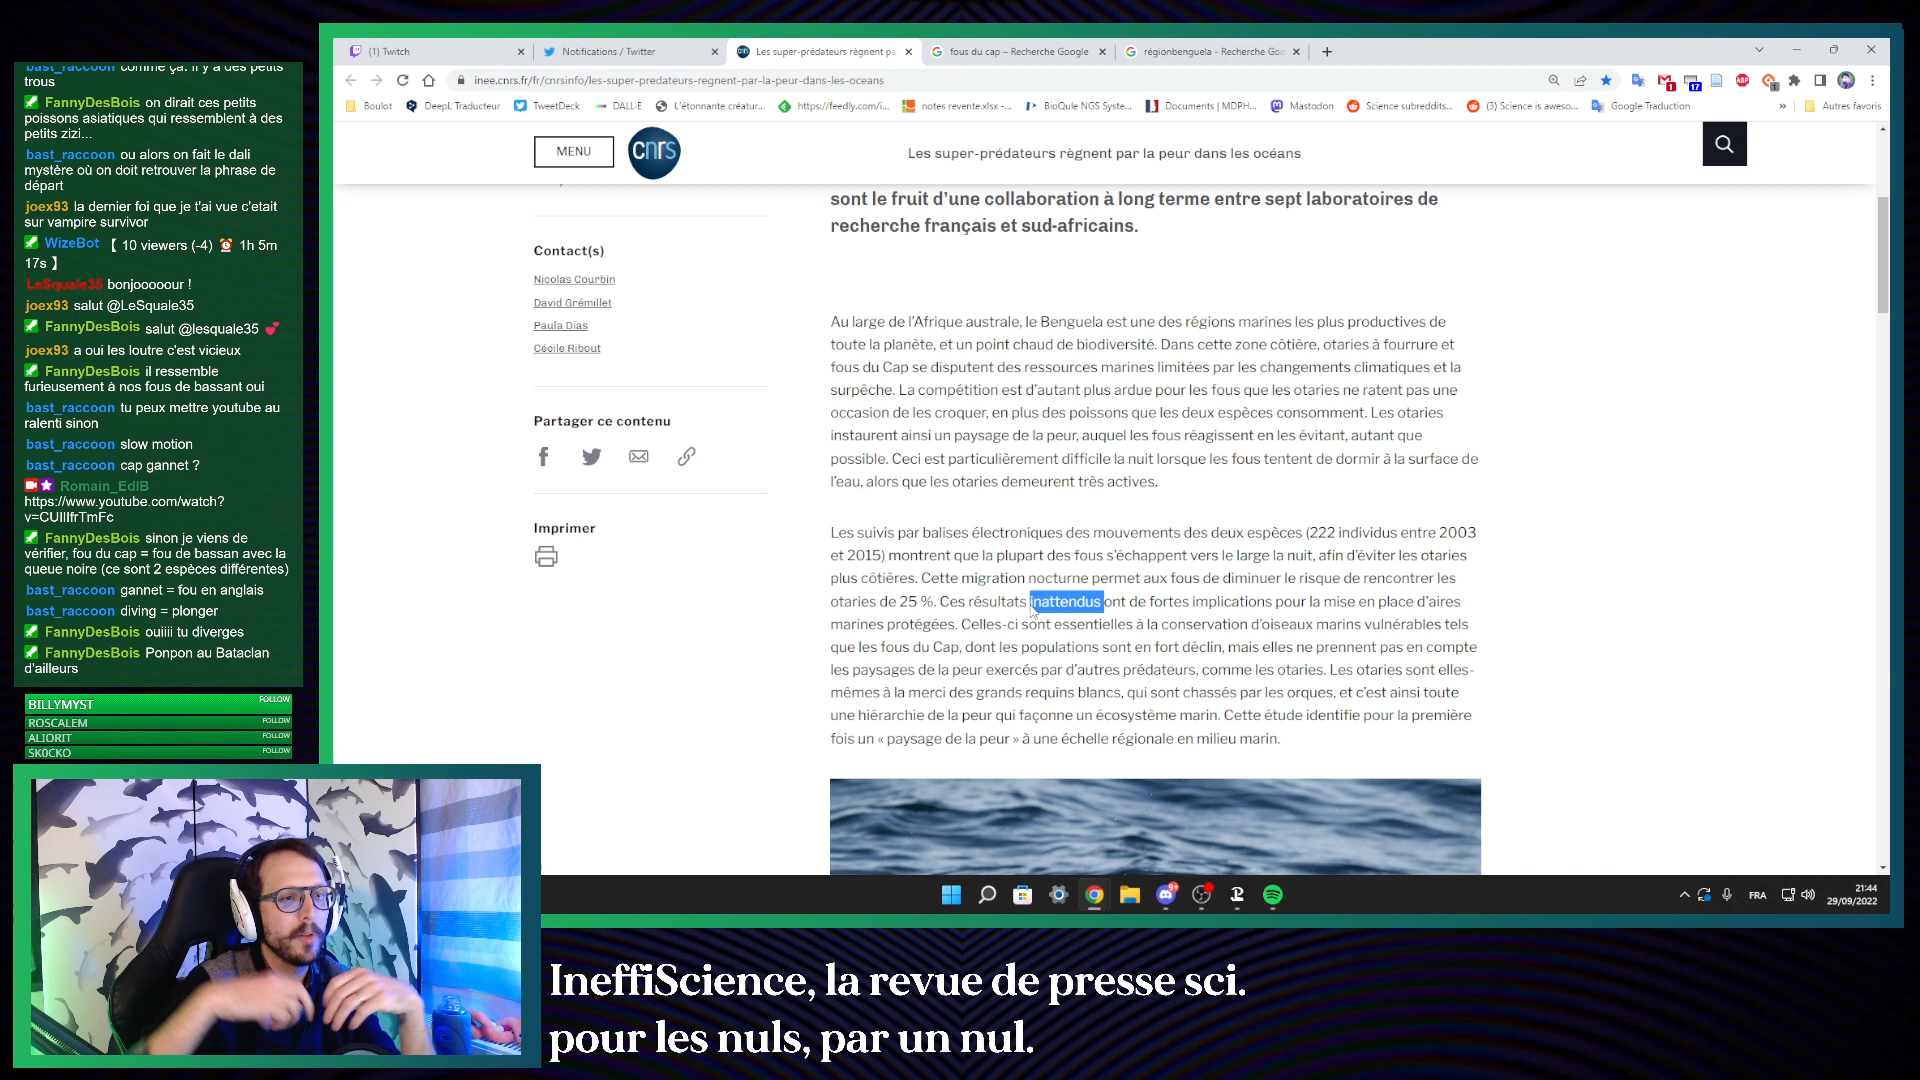 bast_raccoon comme ça. il y a des petits
trous
FannyDesBois on dirait ces petits
poissons asiatiques qui ressemblent à des
petits zizi...
bast_raccoon ou alors on fait le dali
mystère où on doit retrouver la phrase de
départ
joex93 la dernier foi que je t'ai vue c'etait
sur vampire survivor
WizeBot 【 10 viewers (-4) ⏰ 1h 5m
17s 】
LeSquale35 bonjooooour !
joex93 salut @LeSquale35
FannyDesBois salut @lesquale35 💕
joex93 a oui les loutre c'est vicieux
FannyDesBois il ressemble
furieusement à nos fous de bassant oui
bast_raccoon tu peux mettre youtube au
ralenti sinon
bast_raccoon slow motion
bast_raccoon cap gannet ?
Romain_EdlB
https://www.youtube.com/watch?
v=CUIlIfrTmFc
FannyDesBois sinon je viens de
vérifier, fou du cap = fou de bassan avec la
queue noire (ce sont 2 espèces différentes)
bast_raccoon gannet = fou en anglais
bast_raccoon diving = plonger
FannyDesBois ouiiii tu diverges
FannyDesBois Ponpon au Bataclan
d'ailleurs
BILLYMYST FOLLOW
ROSCALEM FOLLOW
ALIORIT FOLLOW
SK0CKO FOLLOW
(1) Twitch
Notifications / Twitter
Les super-prédateurs règnent pa
fous du cap – Recherche Google
régionbenguela - Recherche Goo
inee.cnrs.fr/fr/cnrsinfo/les-super-predateurs-regnent-par-la-peur-dans-les-oceans
Boulot
DeepL Traducteur
TweetDeck
DALL·E
L'étonnante créatur...
https://feedly.com/i...
notes revente.xlsx -...
BioQule NGS Syste...
Documents | MDPH...
Mastodon
Science subreddits...
(3) Science is aweso...
Google Traduction
»
Autres favoris
MENU
cnrs
Les super-prédateurs règnent par la peur dans les océans
sont le fruit d'une collaboration à long terme entre sept laboratoires de
recherche français et sud-africains.
Contact(s)
Nicolas Courbin
David Grémillet
Paula Dias
Cécile Ribout
Partager ce contenu
Imprimer
Au large de l'Afrique australe, le Benguela est une des régions marines les plus productives de
toute la planète, et un point chaud de biodiversité. Dans cette zone côtière, otaries à fourrure et
fous du Cap se disputent des ressources marines limitées par les changements climatiques et la
surpêche. La compétition est d'autant plus ardue pour les fous que les otaries ne ratent pas une
occasion de les croquer, en plus des poissons que les deux espèces consomment. Les otaries
instaurent ainsi un paysage de la peur, auquel les fous réagissent en les évitant, autant que
possible. Ceci est particulièrement difficile la nuit lorsque les fous tentent de dormir à la surface de
l'eau, alors que les otaries demeurent très actives.
Les suivis par balises électroniques des mouvements des deux espèces (222 individus entre 2003
et 2015) montrent que la plupart des fous s'échappent vers le large la nuit, afin d'éviter les otaries
plus côtières. Cette migration nocturne permet aux fous de diminuer le risque de rencontrer les
otaries de 25 %. Ces résultats inattendus ont de fortes implications pour la mise en place d'aires
marines protégées. Celles-ci sont essentielles à la conservation d'oiseaux marins vulnérables tels
que les fous du Cap, dont les populations sont en fort déclin, mais elles ne prennent pas en compte
les paysages de la peur exercés par d'autres prédateurs, comme les otaries. Les otaries sont elles-
mêmes à la merci des grands requins blancs, qui sont chassés par les orques, et c'est ainsi toute
une hiérarchie de la peur qui façonne un écosystème marin. Cette étude identifie pour la première
fois un « paysage de la peur » à une échelle régionale en milieu marin.
FRA
21:44
29/09/2022
IneffiScience, la revue de presse sci.
pour les nuls, par un nul.